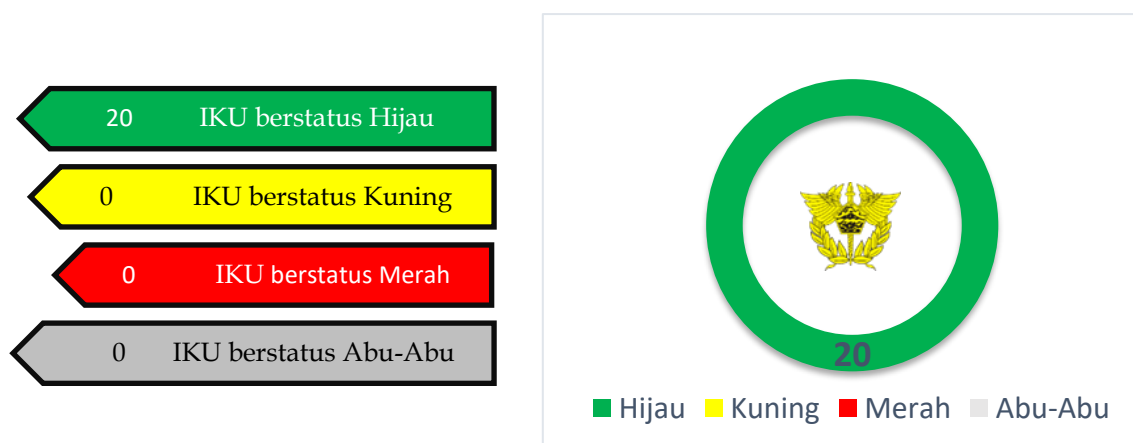 20 IKU berstatus Hijau
0 IKU berstatus Kuning
0 IKU berstatus Merah
0 IKU berstatus Abu-Abu
20
Hijau Kuning Merah Abu-Abu